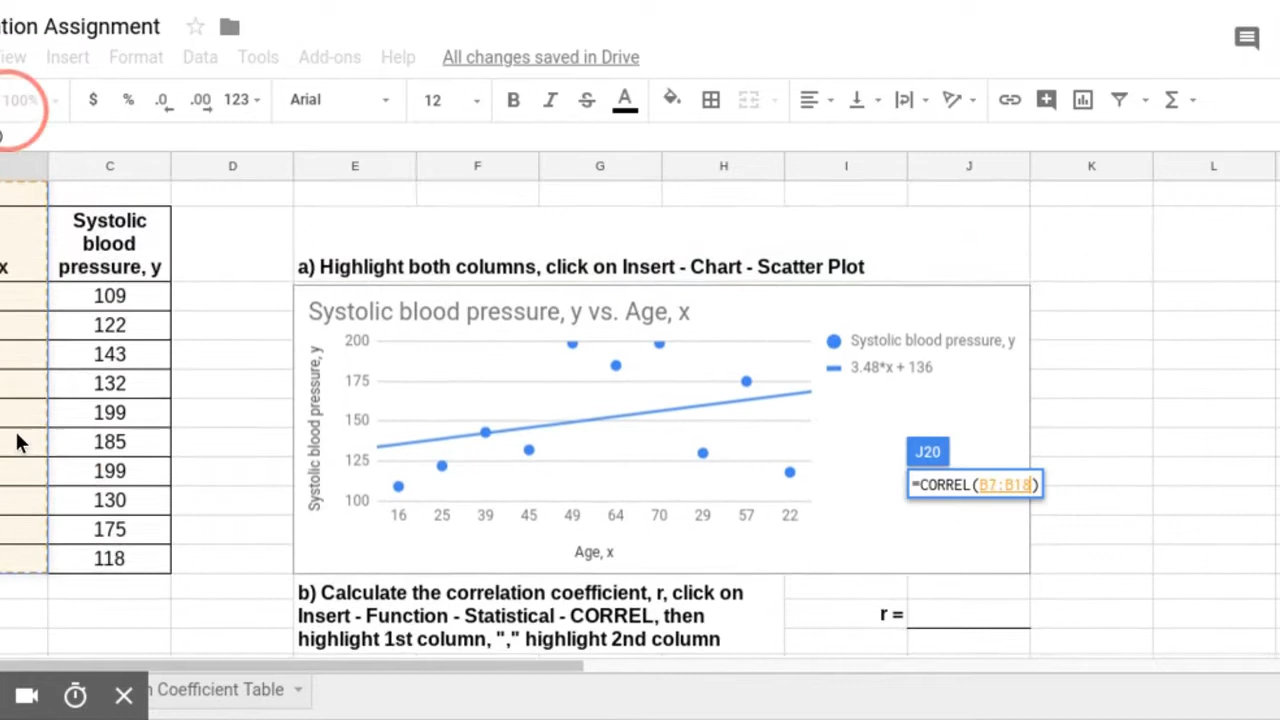 tion Assignment
View Insert Format Data Tools Add-ons Help All changes saved in Drive
100% $ % .0 .00 123 Arial 12 B I S A Σ
)
C D E F G H I J K L
x
Systolic
blood
pressure, y
a) Highlight both columns, click on Insert - Chart - Scatter Plot
109
122
143
132
199
185
199
130
175
118
Systolic blood pressure, y vs. Age, x
Systolic blood pressure, y
200
175
150
125
100
16 25 39 45 49 64 70 29 57 22
Age, x
Systolic blood pressure, y
3.48*x + 136
J20
=CORREL(B7:B18)
b) Calculate the correlation coefficient, r, click on
Insert - Function - Statistical - CORREL, then
highlight 1st column, "," highlight 2nd column
r =
n Coefficient Table